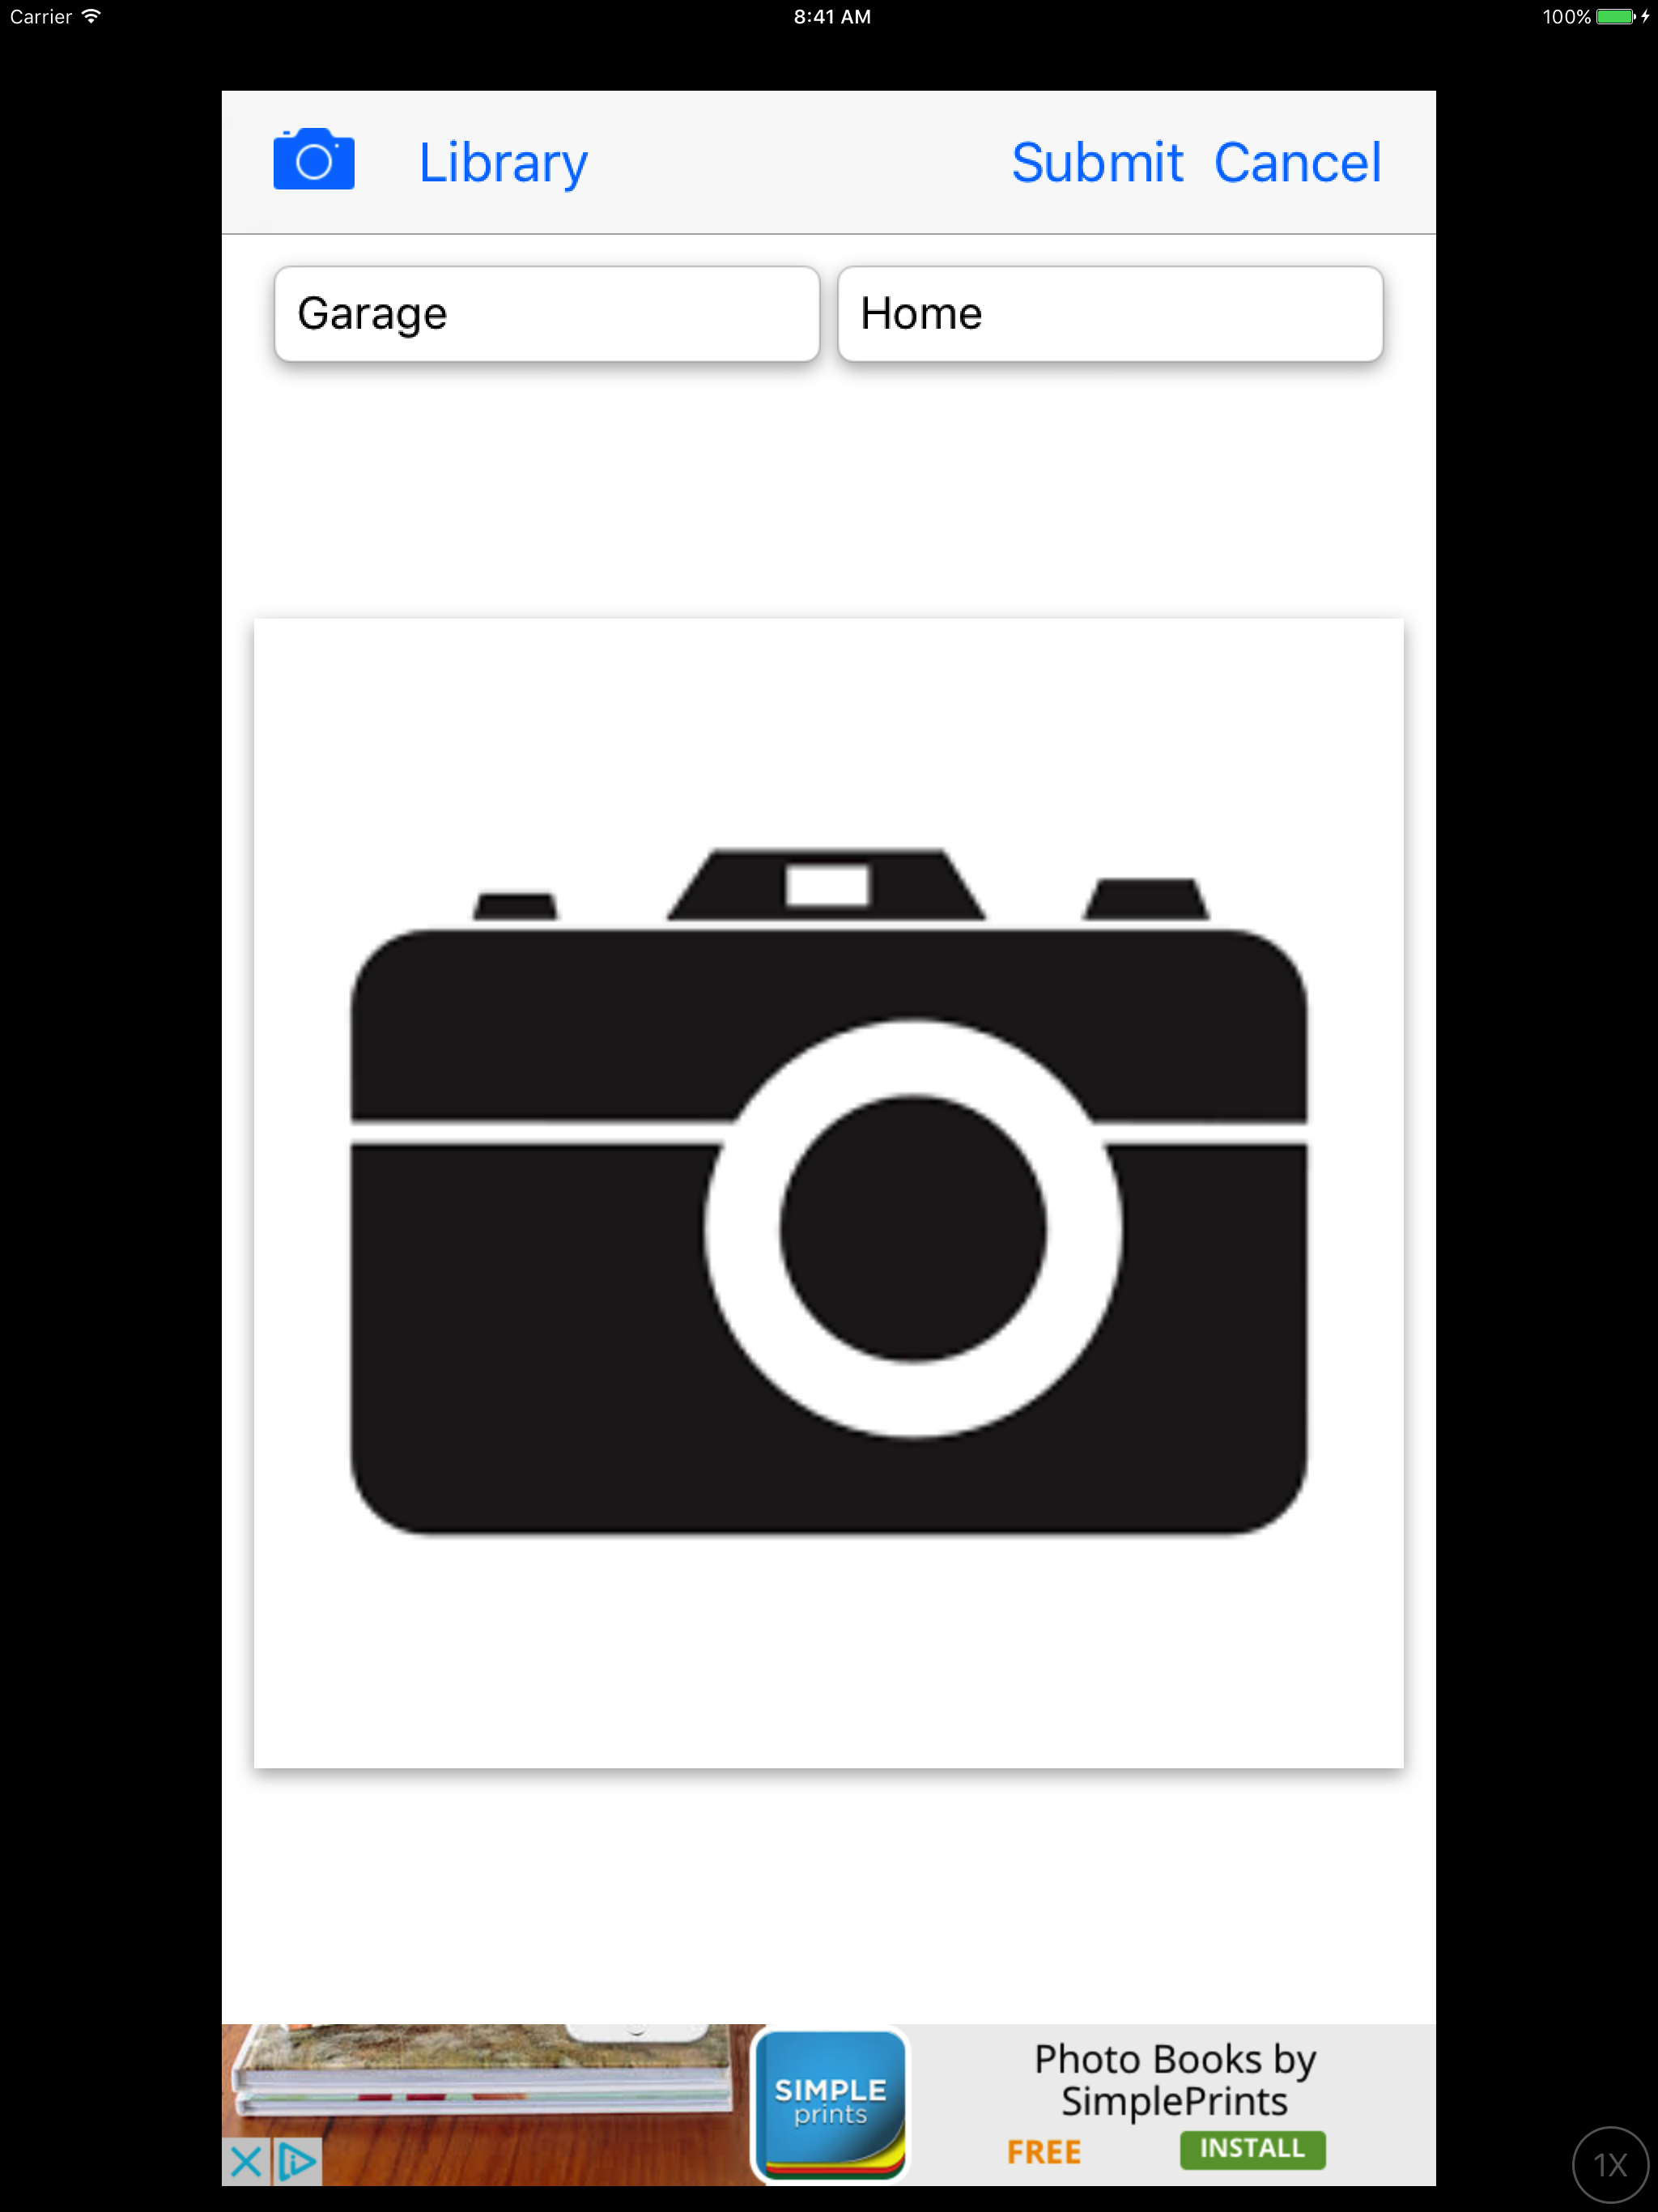 Carrier 8:41 AM 100%
Library Submit Cancel
Garage Home
SIMPLE
prints
Photo Books by
SimplePrints
FREE INSTALL
1X